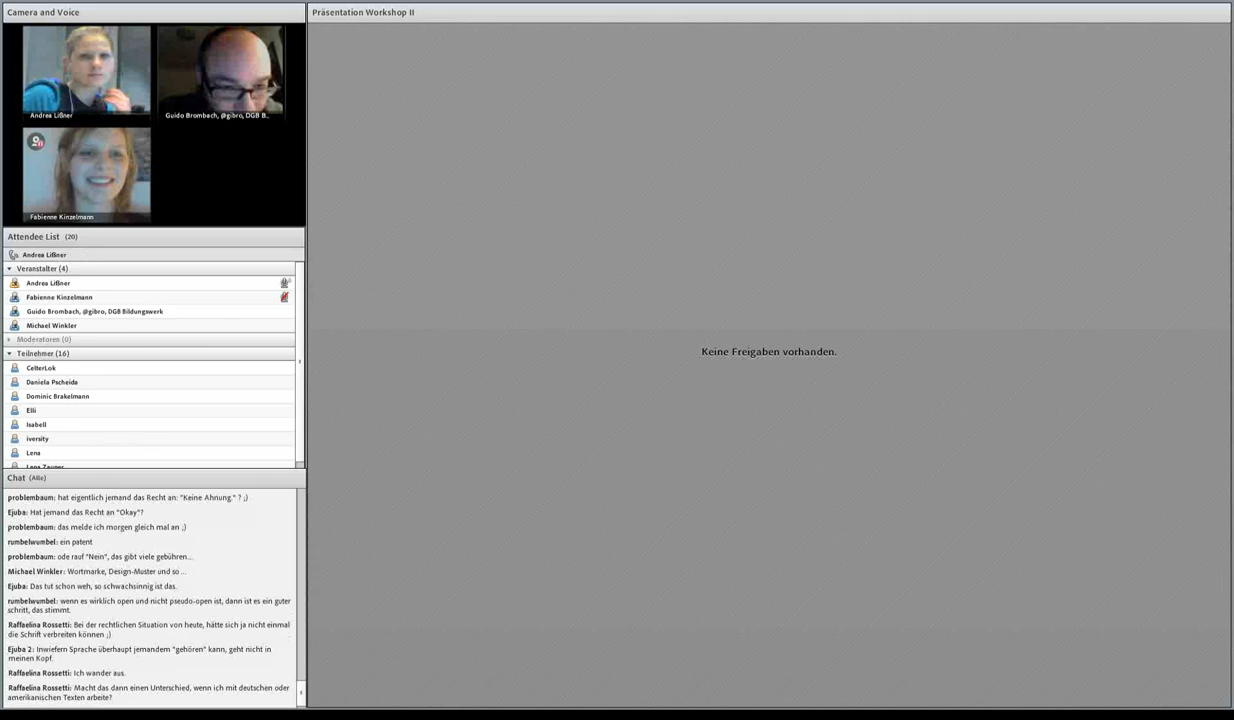 Camera and Voice
Präsentation Workshop II
Andrea Lißner
Guido Brombach, @gibro, DGB B..
Fabienne Kinzelmann
Attendee List (20)
Andrea Lißner
Veranstalter (4)
Andrea Lißner
Fabienne Kinzelmann
Guido Brombach, @gibro, DGB Bildungswerk
Michael Winkler
Moderatoren (0)
Teilnehmer (16)
CelterLok
Daniela Pscheida
Dominic Brakelmann
Elli
Isabell
iversity
Lena
Lena Zauner
Keine Freigaben vorhanden.
Chat (Alle)
problembaum: hat eigentlich jemand das Recht an: "Keine Ahnung." ? ;)
Ejuba: Hat jemand das Recht an "Okay"?
problembaum: das melde ich morgen gleich mal an ;)
rumbelwumbel: ein patent
problembaum: ode rauf "Nein", das gibt viele gebühren...
Michael Winkler: Wortmarke, Design-Muster und so ...
Ejuba: Das tut schon weh, so schwachsinnig ist das.
rumbelwumbel: wenn es wirklich open und nicht pseudo-open ist, dann ist es ein guter
schritt, das stimmt.
Raffaelina Rossetti: Bei der rechtlichen Situation von heute, hätte sich ja nicht einmal
die Schrift verbreiten können ;)
Ejuba 2: Inwiefern Sprache überhaupt jemandem "gehören" kann, geht nicht in
meinen Kopf.
Raffaelina Rossetti: Ich wander aus.
Raffaelina Rossetti: Macht das dann einen Unterschied, wenn ich mit deutschen oder
amerikanischen Texten arbeite?